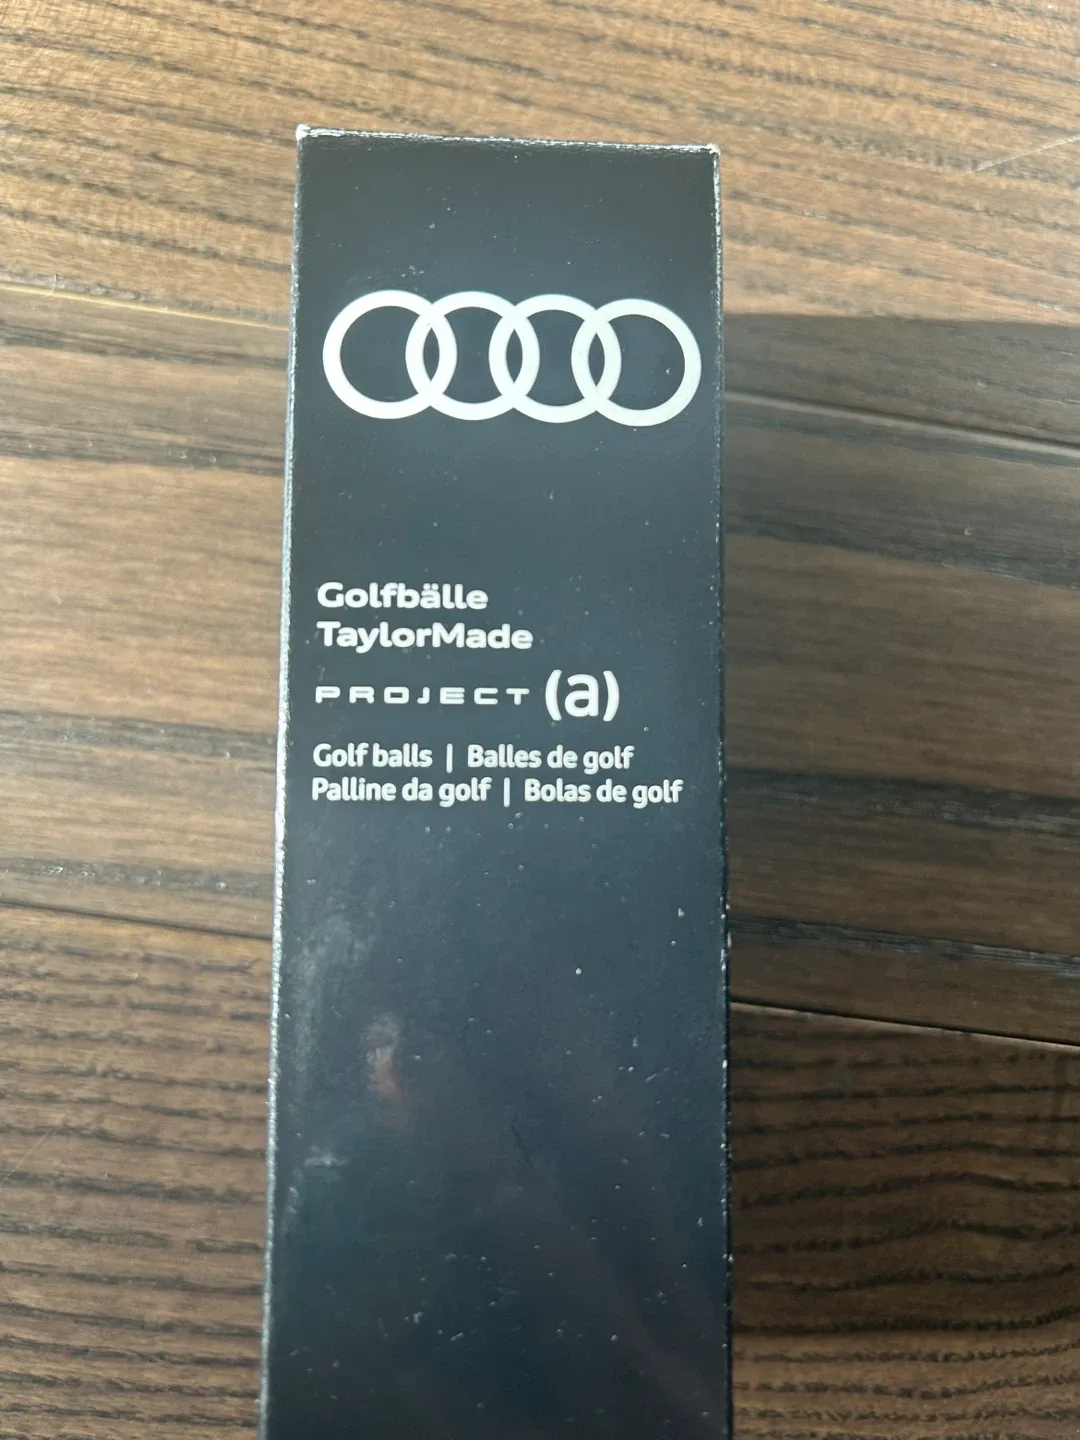 Golfbälle
TaylorMade
PROJECT (a)
Golf balls | Balles de golf
Palline da golf | Bolas de golf